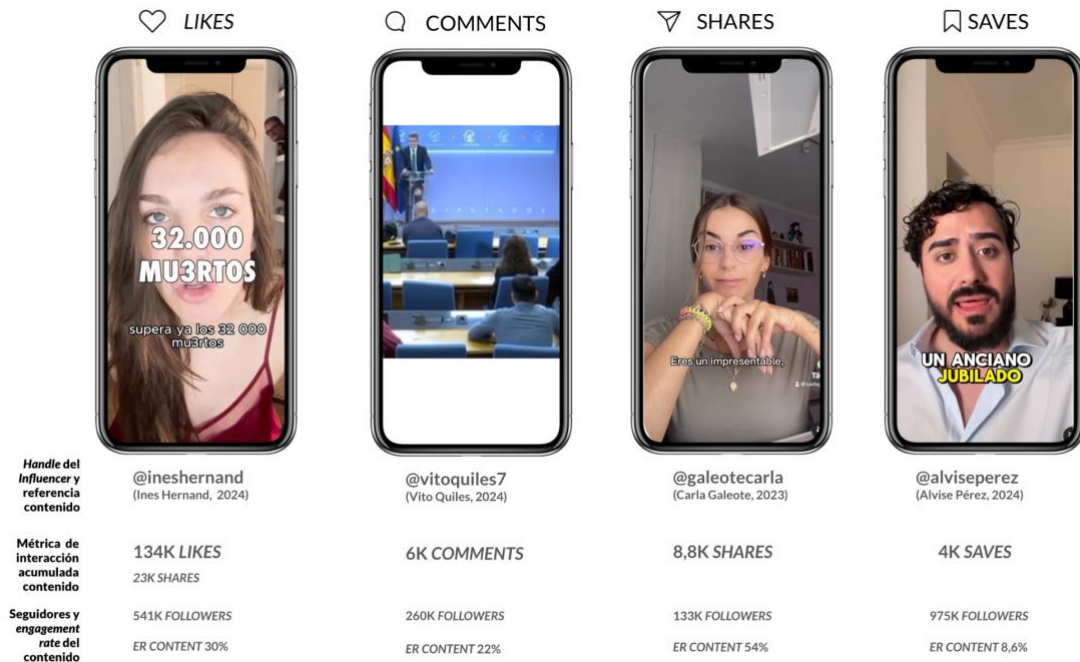 LIKES
COMMENTS
SHARES
SAVES
32.000
MU3RTOS
supera ya los 32 000
mu3rtos
Eres un impresentable,
UN ANCIANO
JUBILADO
Handle del
Influencer y
referencia
contenido
@ineshernand
(Ines Hernand, 2024)
@vitoquiles7
(Vito Quiles, 2024)
@galeotecarla
(Carla Galeote, 2023)
@alviseperez
(Alvise Pérez, 2024)
Métrica de
interacción
acumulada
contenido
134K LIKES
23K SHARES
6K COMMENTS
8,8K SHARES
4K SAVES
Seguidores y
engagement
rate del
contenido
541K FOLLOWERS
ER CONTENT 30%
260K FOLLOWERS
ER CONTENT 22%
133K FOLLOWERS
ER CONTENT 54%
975K FOLLOWERS
ER CONTENT 8,6%